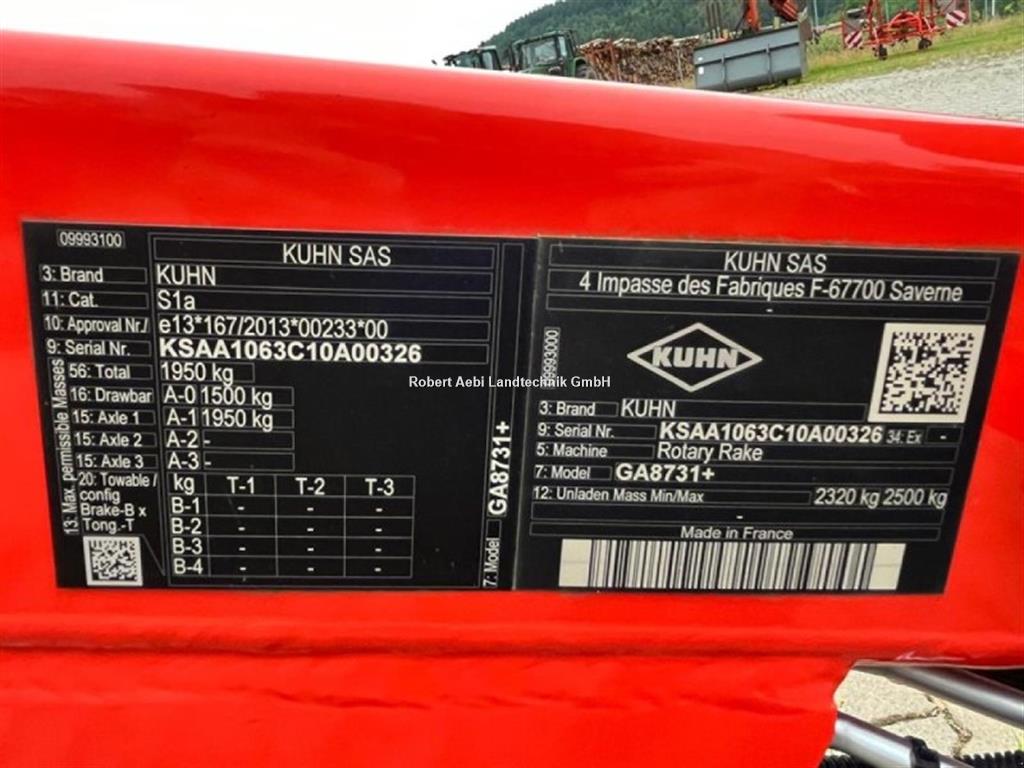 09993100
KUHN SAS
3: Brand KUHN
11: Cat. S1a
10: Approval Nr./ e13*167/2013*00233*00
9: Serial Nr. KSAA1063C10A00326
13: Max. permissible Masses
56: Total 1950 kg
16: Drawbar A-0 1500 kg
15: Axle 1 A-1 1950 kg
15: Axle 2 A-2 -
15: Axle 3 A-3 -
20: Towable / config Brake-B x Tong.-T
kg T-1 T-2 T-3
B-1 - - -
B-2 - - -
B-3 - - -
B-4 - - -
7: Model GA8731+
KUHN SAS
4 Impasse des Fabriques F-67700 Saverne
-
09993000
KUHN
3: Brand KUHN
9: Serial Nr. KSAA1063C10A00326 34: Ex -
5: Machine Rotary Rake
7: Model GA8731+
12: Unladen Mass Min/Max 2320 kg 2500 kg
-
Made in France
Robert Aebi Landtechnik GmbH